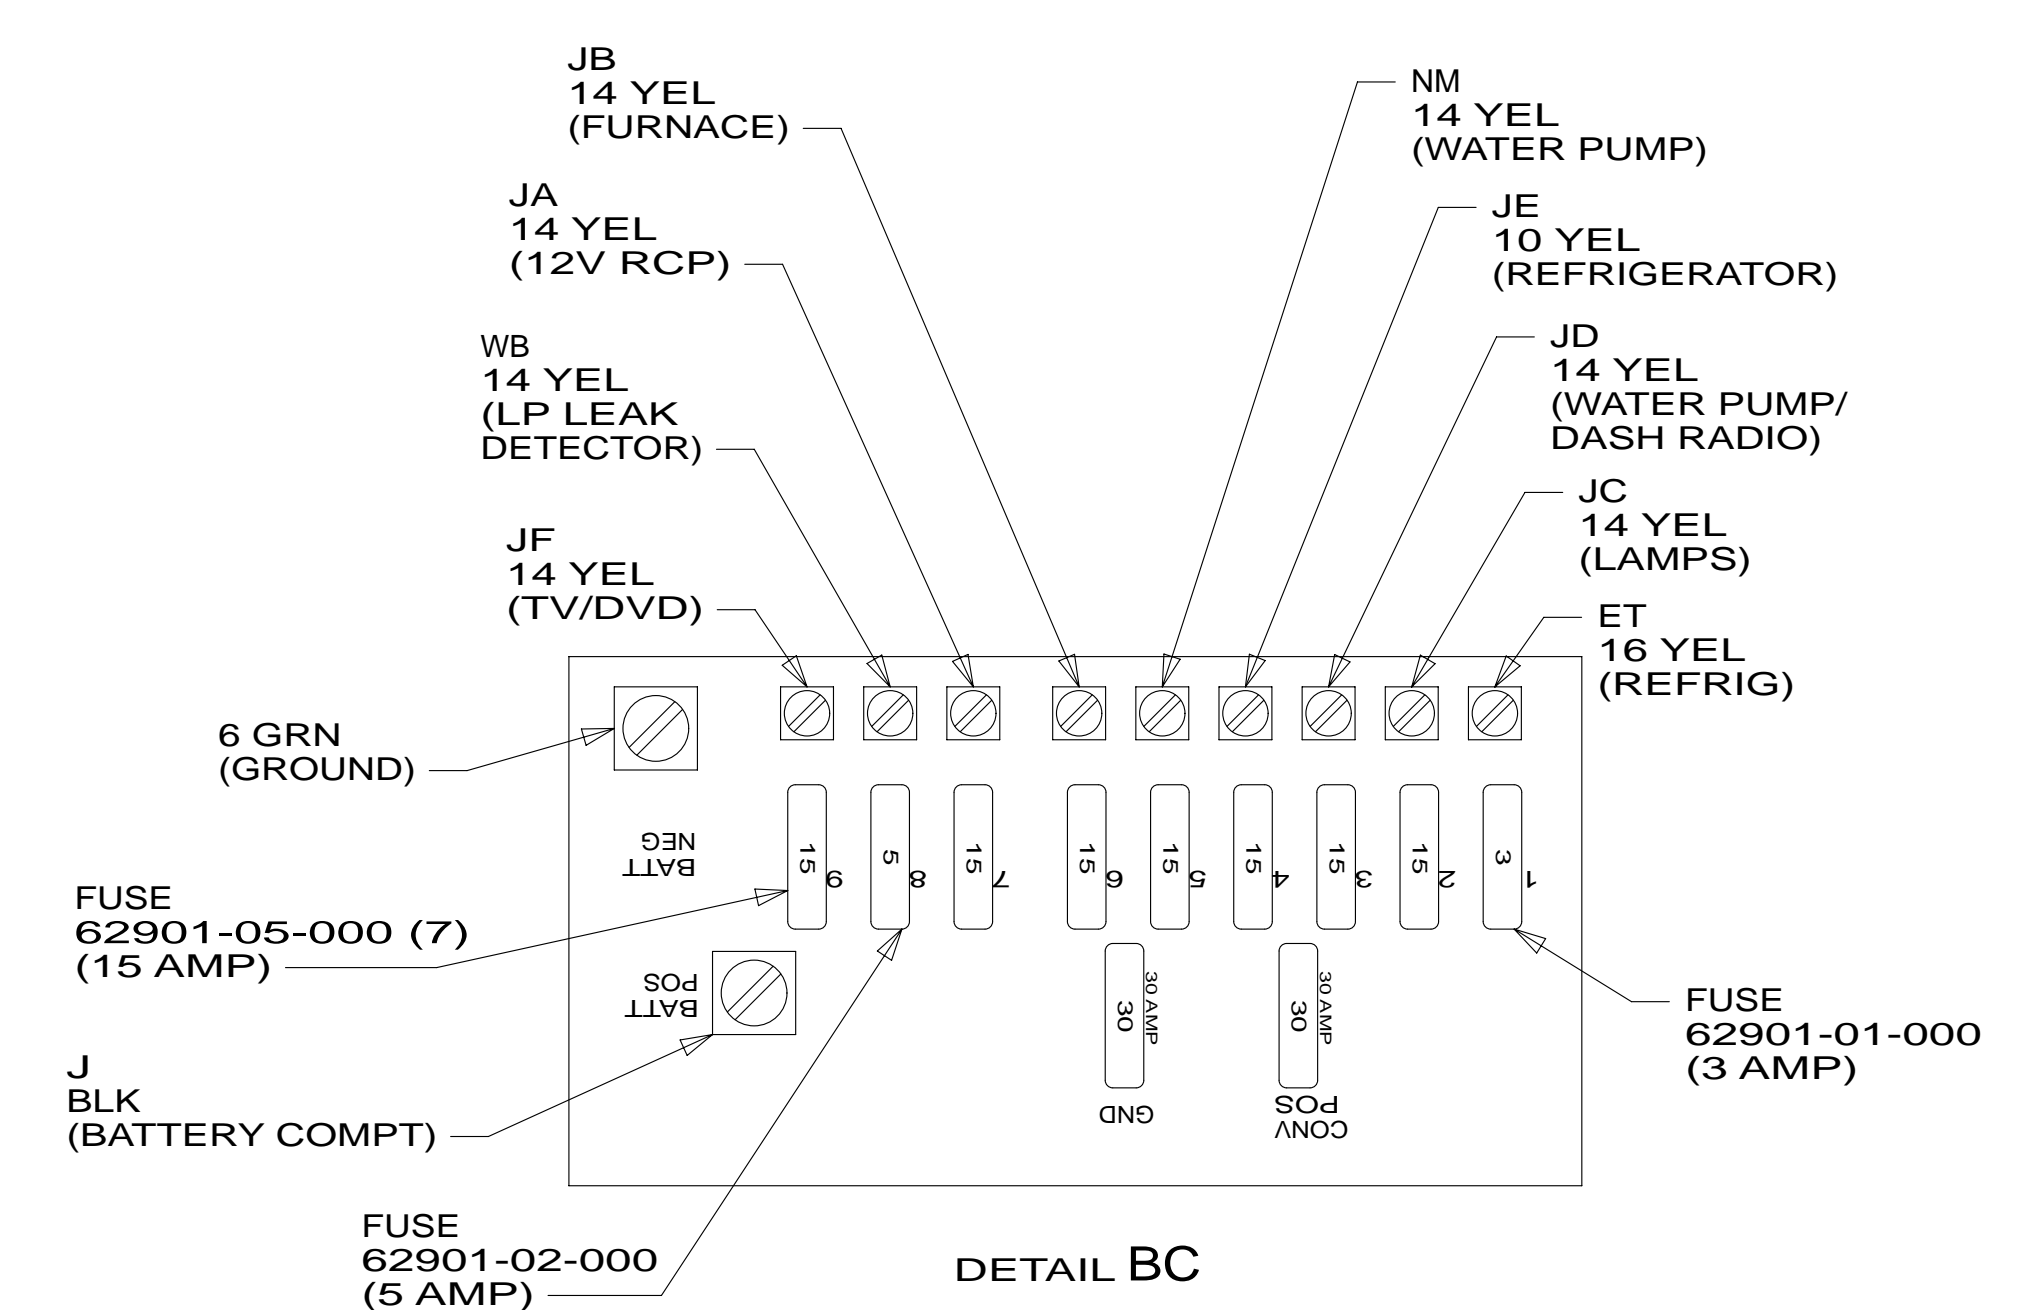 JB
14 YEL
(FURNACE)
NM
14 YEL
(WATER PUMP)
JA
14 YEL
(12V RCP)
JE
10 YEL
(REFRIGERATOR)
WB
14 YEL
(LP LEAK
DETECTOR)
JD
14 YEL
(WATER PUMP/
DASH RADIO)
JF
14 YEL
(TV/DVD)
JC
14 YEL
(LAMPS)
ET
16 YEL
(REFRIG)
6 GRN
(GROUND)
BATT
NEG
15
9
5
8
15
7
15
6
15
5
15
4
15
3
15
2
3
1
FUSE
62901-05-000 (7)
(15 AMP)
BATT
POS
30
30 AMP
GND
30
30 AMP
CONV
POS
FUSE
62901-01-000
(3 AMP)
J
BLK
(BATTERY COMPT)
FUSE
62901-02-000
(5 AMP)
DETAIL BC